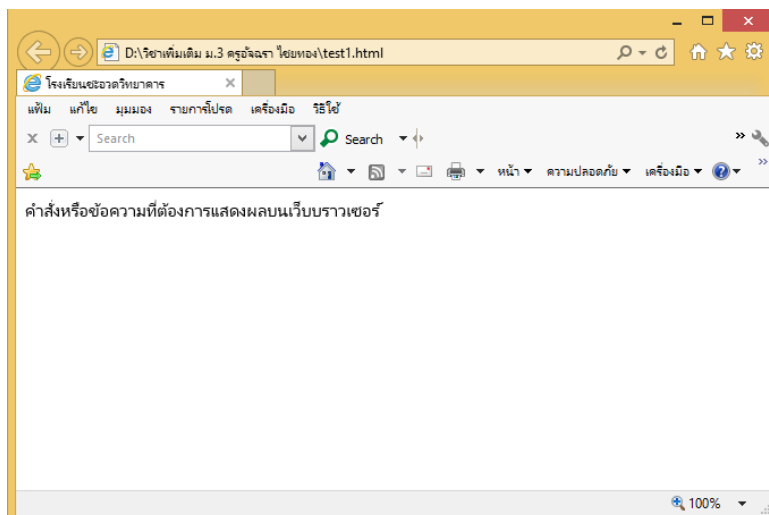 D:\วิชาเพิ่มเติม ม.3 ครูอัจฉรา ไชยทอง\test1.html
โรงเรียนชะอวดวิทยาคาร
แฟ้ม แก้ไข มุมมอง รายการโปรด เครื่องมือ วิธีใช้
x Search Search »
หน้า ความปลอดภัย เครื่องมือ »
คำสั่งหรือข้อความที่ต้องการแสดงผลบนเว็บบราวเซอร์
100%